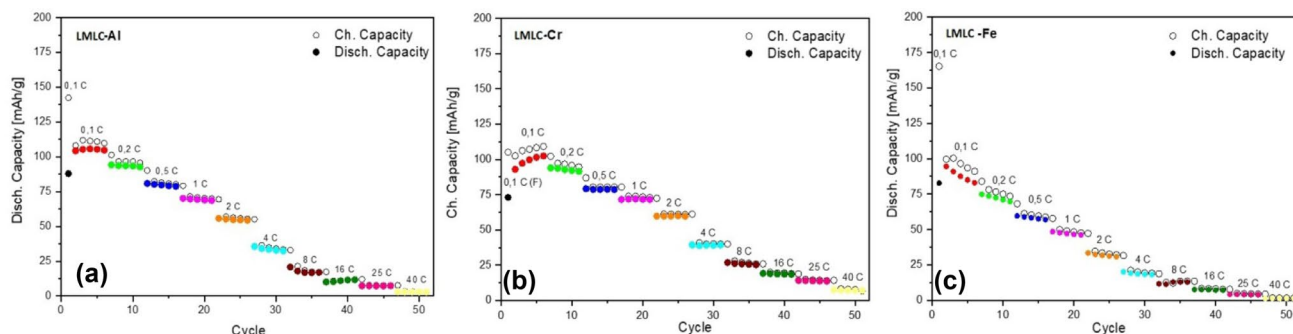 200
175
150
125
100
75
50
25
0
Disch. Capacity [mAh/g]
LMLC-Al
Ch. Capacity
Disch. Capacity
0,1 C
0,1 C
0,2 C
0,5 C
1 C
2 C
4 C
8 C
16 C
25 C
40 C
(a)
0 10 20 30 40 50
Cycle
200
175
150
125
100
75
50
25
0
Ch. Capacity [mAh/g]
LMLC-Cr
Ch. Capacity
Disch. Capacity
0,1 C
0,1 C (F)
0,2 C
0,5 C
1 C
2 C
4 C
8 C
16 C
25 C
40 C
(b)
0 10 20 30 40 50
Cycle
200
175
150
125
100
75
50
25
0
Disch. Capacity [mAh/g]
LMLC -Fe
Ch. Capacity
Disch. Capacity
0,1 C
0,1 C
0,2 C
0,5 C
1 C
2 C
4 C
8 C
16 C
25 C
40 C
(c)
0 10 20 30 40 50
Cycle